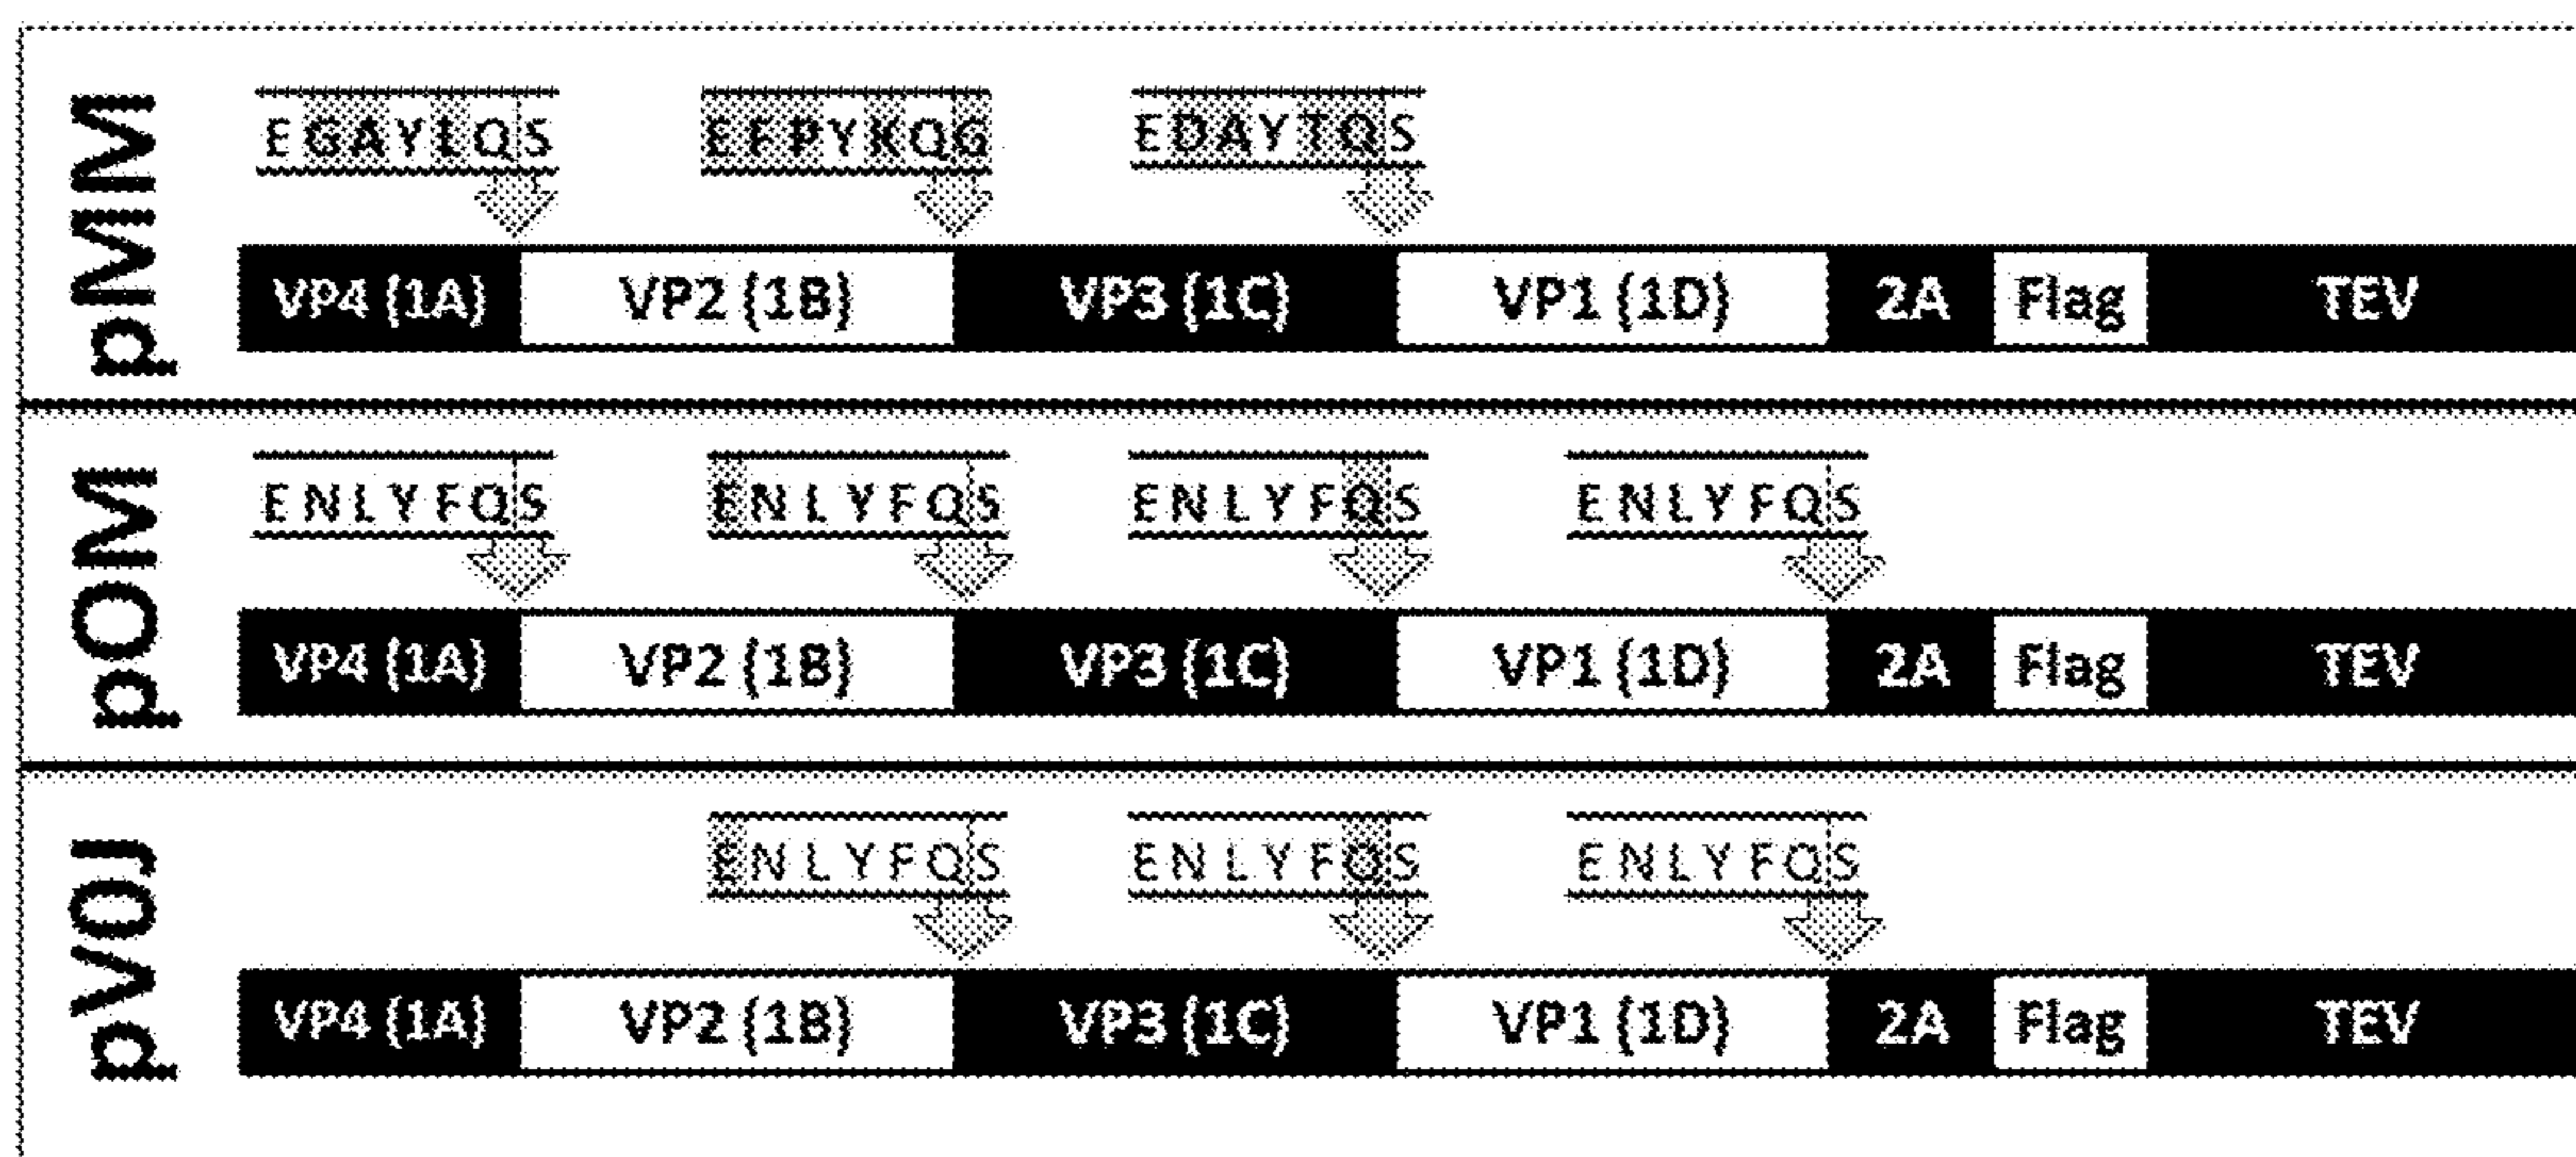 pMM
EGAYLQS EFPYKQG EDAYTQS
VP4 (1A) VP2 (1B) VP3 (1C) VP1 (1D) 2A Flag TEV
pOM
ENLYFQS ENLYFQS ENLYFQS ENLYFQS
VP4 (1A) VP2 (1B) VP3 (1C) VP1 (1D) 2A Flag TEV
pV0J
ENLYFQS ENLYFQS ENLYFQS
VP4 (1A) VP2 (1B) VP3 (1C) VP1 (1D) 2A Flag TEV